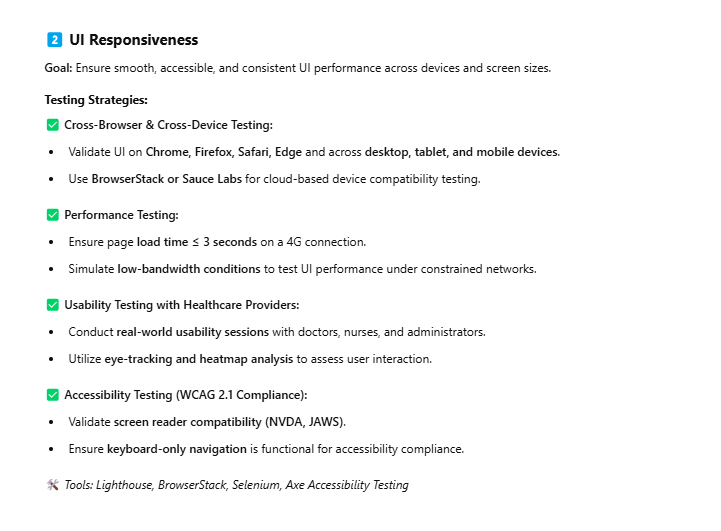 2 UI Responsiveness
Goal: Ensure smooth, accessible, and consistent UI performance across devices and screen sizes.
Testing Strategies:
✅ Cross-Browser & Cross-Device Testing:
• Validate UI on Chrome, Firefox, Safari, Edge and across desktop, tablet, and mobile devices.
• Use BrowserStack or Sauce Labs for cloud-based device compatibility testing.
✅ Performance Testing:
• Ensure page load time ≤ 3 seconds on a 4G connection.
• Simulate low-bandwidth conditions to test UI performance under constrained networks.
✅ Usability Testing with Healthcare Providers:
• Conduct real-world usability sessions with doctors, nurses, and administrators.
• Utilize eye-tracking and heatmap analysis to assess user interaction.
✅ Accessibility Testing (WCAG 2.1 Compliance):
• Validate screen reader compatibility (NVDA, JAWS).
• Ensure keyboard-only navigation is functional for accessibility compliance.
🛠 Tools: Lighthouse, BrowserStack, Selenium, Axe Accessibility Testing